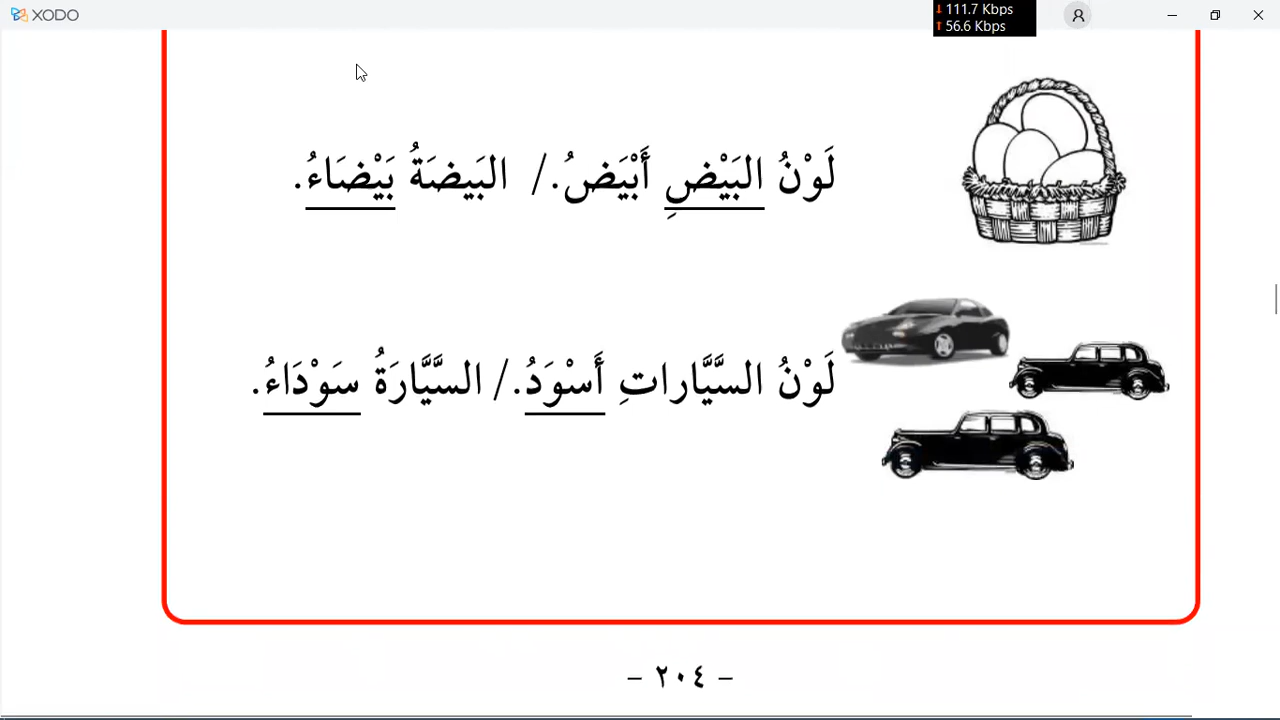 XODO
↓ 111.7 Kbps
↑ 56.6 Kbps
لَوْنُ البَيْضِ أَبْيَضُ. / البَيضَةُ بَيْضَاءُ.
لَوْنُ السَّيَّاراتِ أَسْوَدُ. / السَّيَّارَةُ سَوْدَاءُ.
- ٢٠٤ -